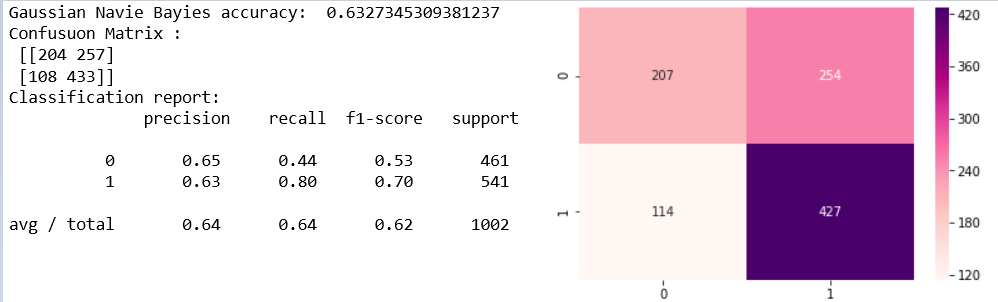 Gaussian Navie Bayies accuracy:  0.6327345309381237
Confusuon Matrix :
[[204 257]
[108 433]]
Classification report:
precision recall f1-score support
0 0.65 0.44 0.53 461
1 0.63 0.80 0.70 541
avg / total 0.64 0.64 0.62 1002
0 207 254
1 114 427
0 1
420
360
300
240
180
120